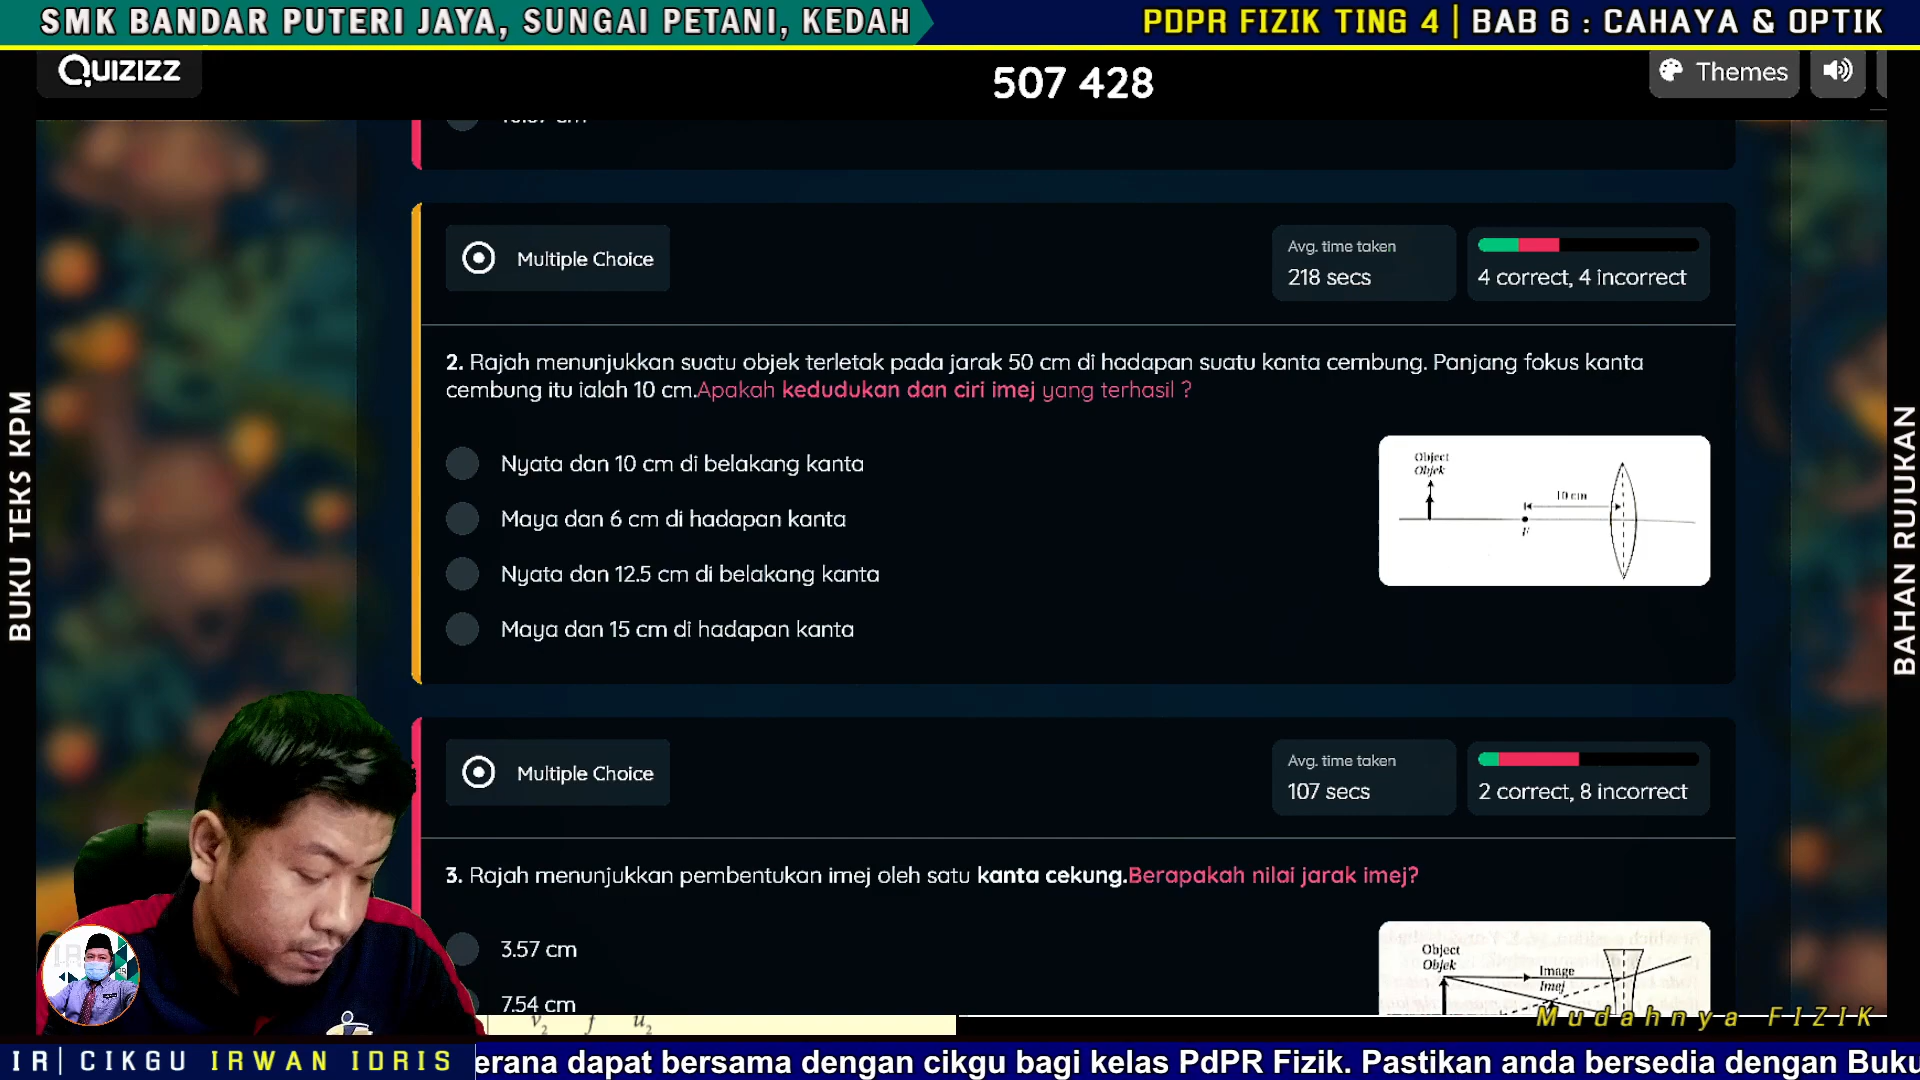 SMK BANDAR PUTERI JAYA, SUNGAI PETANI, KEDAH
PDPR FIZIK TING 4 | BAB 6 : CAHAYA & OPTIK
QUIZIZZ
507 428
Themes
Multiple Choice
Avg. time taken
218 secs
4 correct, 4 incorrect
2. Rajah menunjukkan suatu objek terletak pada jarak 50 cm di hadapan suatu kanta cembung. Panjang fokus kanta
cembung itu ialah 10 cm.Apakah kedudukan dan ciri imej yang terhasil ?
Nyata dan 10 cm di belakang kanta
Maya dan 6 cm di hadapan kanta
Nyata dan 12.5 cm di belakang kanta
Maya dan 15 cm di hadapan kanta
Object
Objek
10 cm
F
Multiple Choice
Avg. time taken
107 secs
2 correct, 8 incorrect
3. Rajah menunjukkan pembentukan imej oleh satu kanta cekung.Berapakah nilai jarak imej?
3.57 cm
7.54 cm
Object
Objek
Image
Imej
v2 f u2
BUKU TEKS KPM
BAHAN RUJUKAN
Mudahnya FIZIK
IR| CIKGU IRWAN IDRIS
erana dapat bersama dengan cikgu bagi kelas PdPR Fizik. Pastikan anda bersedia dengan Buku